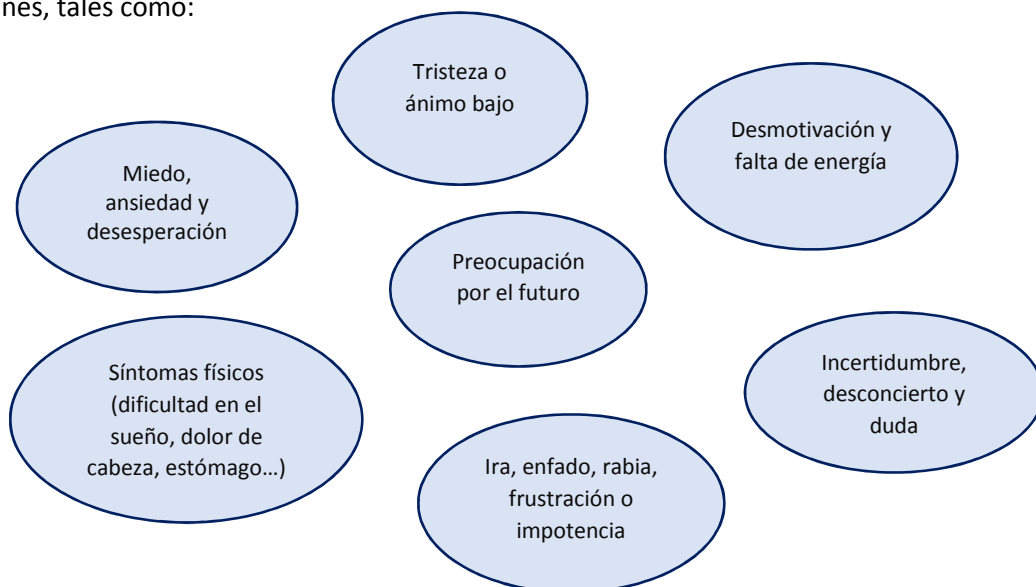 nes, tales como:
Tristeza o
ánimo bajo
Desmotivación y
falta de energía
Miedo,
ansiedad y
desesperación
Preocupación
por el futuro
Síntomas físicos
(dificultad en el
sueño, dolor de
cabeza, estómago…)
Incertidumbre,
desconcierto y
duda
Ira, enfado, rabia,
frustración o
impotencia